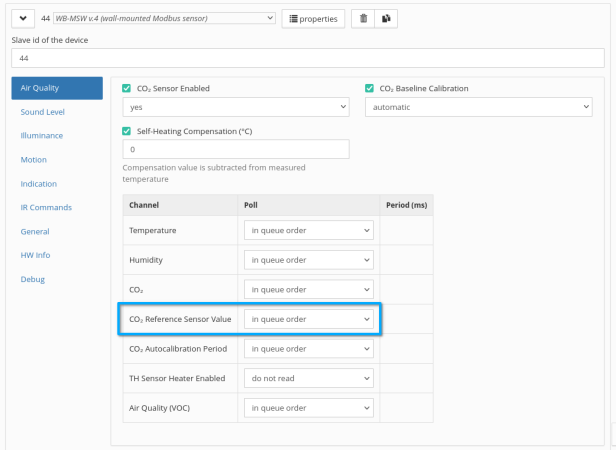 44 WB-MSW v.4 (wall-mounted Modbus sensor) properties
Slave id of the device
44
Air Quality
Sound Level
Illuminance
Motion
Indication
IR Commands
General
HW Info
Debug
CO₂ Sensor Enabled
yes
CO₂ Baseline Calibration
automatic
Self-Heating Compensation (°C)
0
Compensation value is subtracted from measured
temperature
Channel Poll Period (ms)
Temperature in queue order
Humidity in queue order
CO₂ in queue order
CO₂ Reference Sensor Value in queue order
CO₂ Autocalibration Period in queue order
TH Sensor Heater Enabled do not read
Air Quality (VOC) in queue order